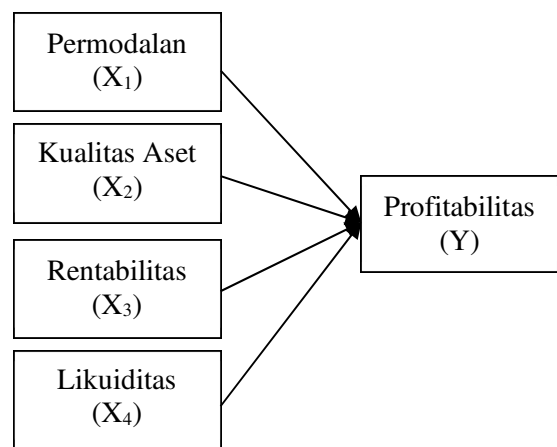 Permodalan
(X₁)
Kualitas Aset
(X₂)
Rentabilitas
(X₃)
Likuiditas
(X₄)
Profitabilitas
(Y)